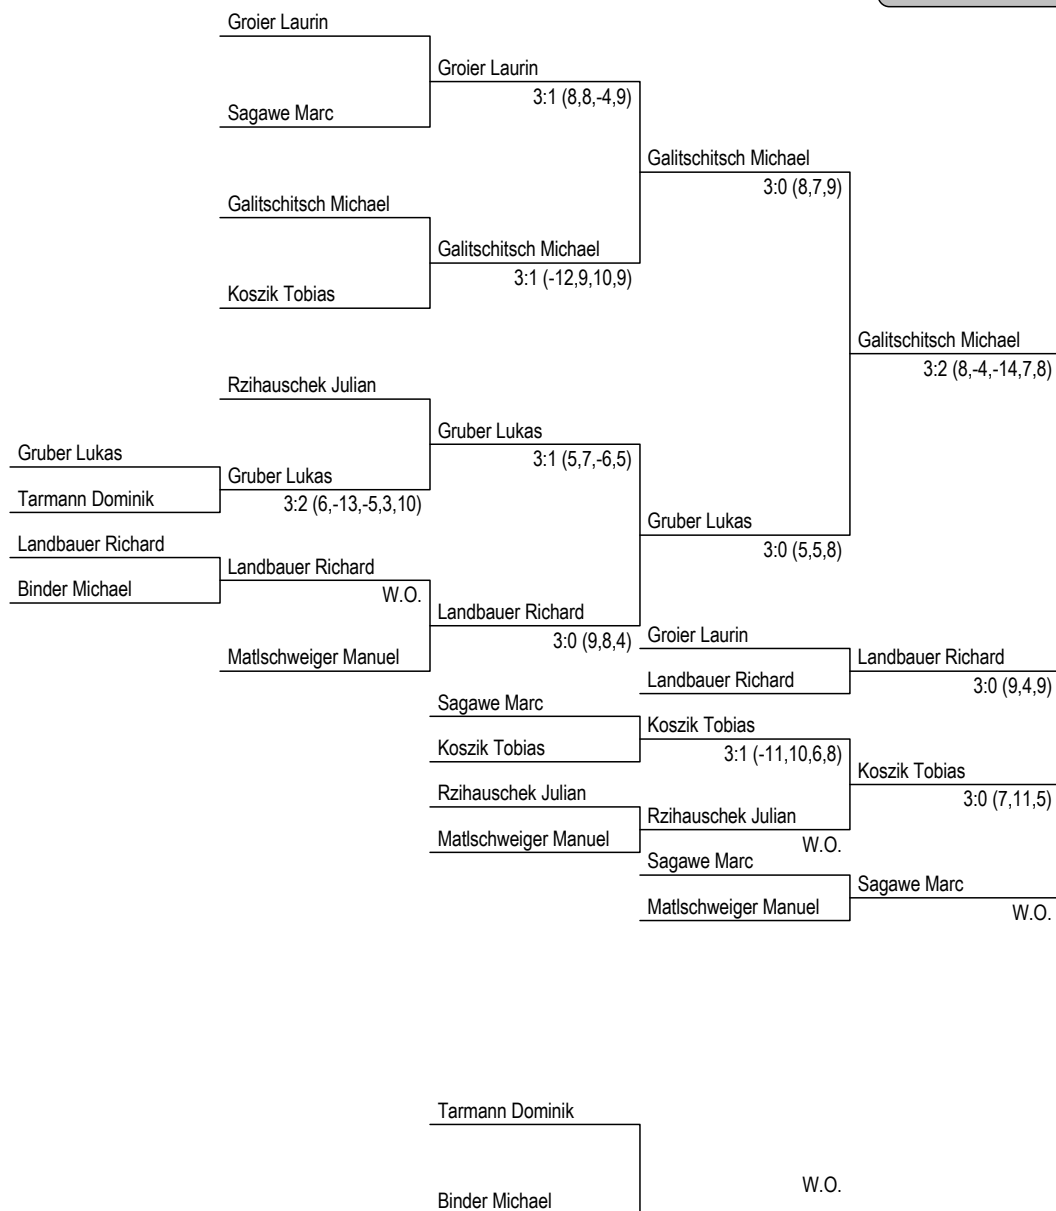 Groier Laurin
Groier Laurin
3:1 (8,8,-4,9)
Sagawe Marc
Galitschitsch Michael
3:0 (8,7,9)
Galitschitsch Michael
Galitschitsch Michael
3:1 (-12,9,10,9)
Koszik Tobias
Galitschitsch Michael
3:2 (8,-4,-14,7,8)
Rzihauschek Julian
Gruber Lukas
3:1 (5,7,-6,5)
Gruber Lukas
Gruber Lukas
3:2 (6,-13,-5,3,10)
Tarmann Dominik
Gruber Lukas
3:0 (5,5,8)
Landbauer Richard
Landbauer Richard
W.O.
Binder Michael
Landbauer Richard
3:0 (9,8,4)
Matlschweiger Manuel
Groier Laurin
Landbauer Richard
3:0 (9,4,9)
Landbauer Richard
Sagawe Marc
Koszik Tobias
3:1 (-11,10,6,8)
Koszik Tobias
Koszik Tobias
3:0 (7,11,5)
Rzihauschek Julian
Rzihauschek Julian
W.O.
Matlschweiger Manuel
Sagawe Marc
Sagawe Marc
W.O.
Matlschweiger Manuel
Tarmann Dominik
W.O.
Binder Michael